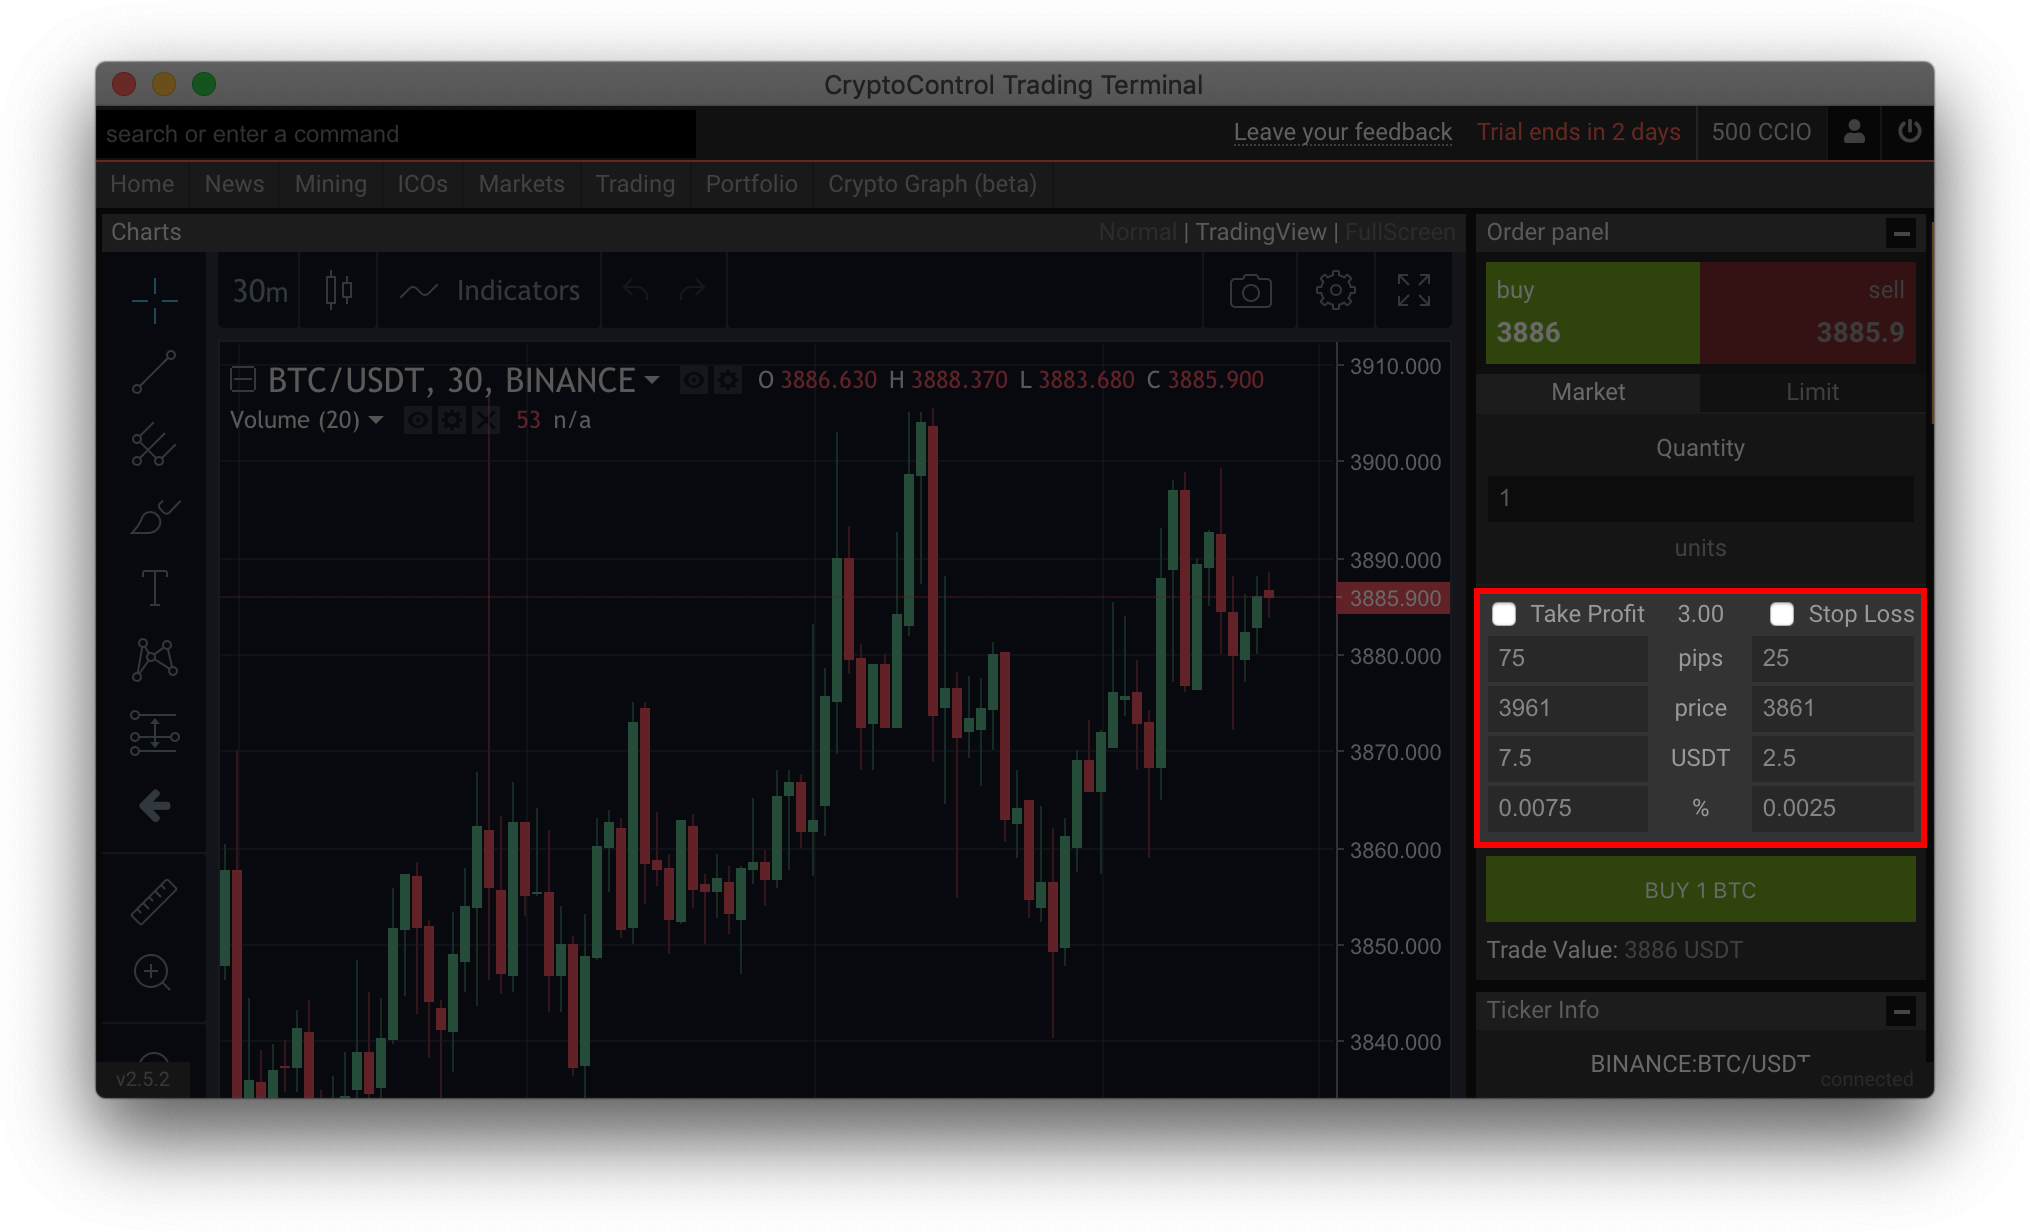 CryptoControl Trading Terminal
search or enter a command
Leave your feedback Trial ends in 2 days 500 CCIO
Home News Mining ICOs Markets Trading Portfolio Crypto Graph (beta)
Charts Normal | TradingView | FullScreen
30m Indicators
BTC/USDT, 30, BINANCE O 3886.630 H 3888.370 L 3883.680 C 3885.900
Volume (20) 53 n/a
3910.000
3900.000
3890.000
3885.900
3880.000
3870.000
3860.000
3850.000
3840.000
v2.5.2
Order panel
buy sell
3886 3885.9
Market Limit
Quantity
1
units
Take Profit 3.00 Stop Loss
75 pips 25
3961 price 3861
7.5 USDT 2.5
0.0075 % 0.0025
BUY 1 BTC
Trade Value: 3886 USDT
Ticker Info
BINANCE:BTC/USDT
connected